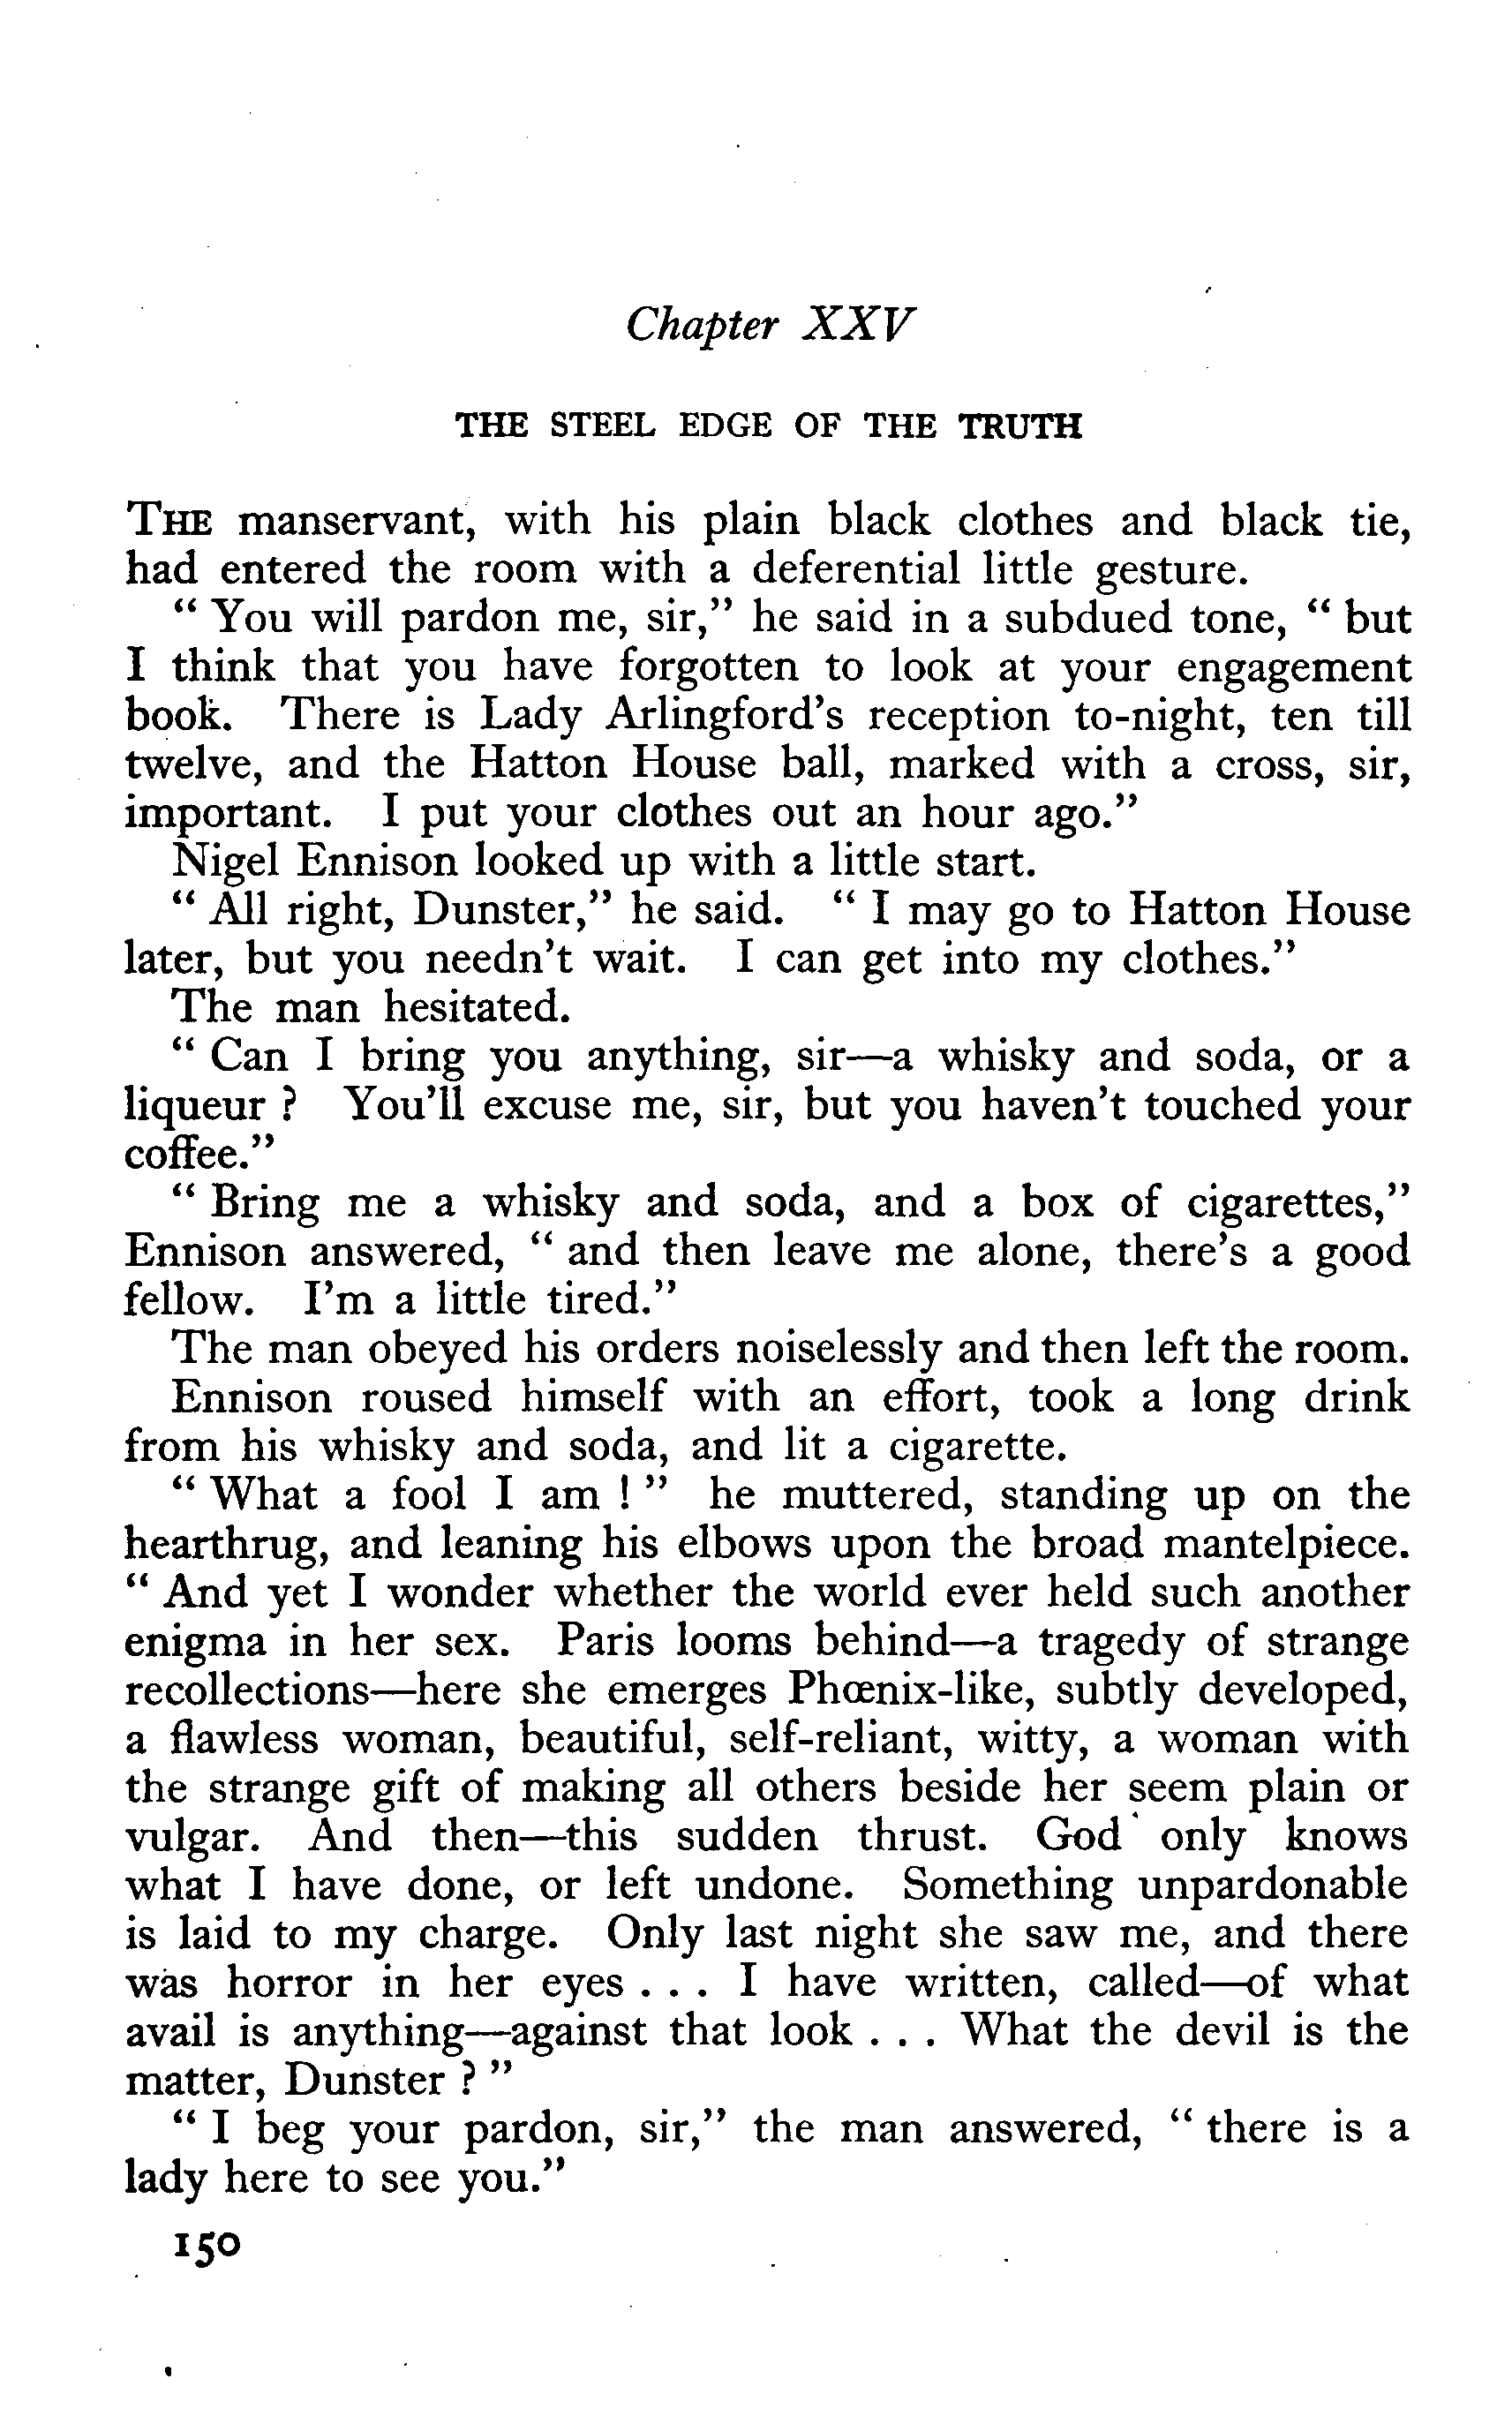 Chapter XXV
THE STEEL EDGE OF THE TRUTH
THE manservant, with his plain black clothes and black tie,
had entered the room with a deferential little gesture.
“ You will pardon me, sir,” he said in a subdued tone, “ but
I think that you have forgotten to look at your engagement
book. There is Lady Arlingford's reception to-night, ten till
twelve, and the Hatton House ball, marked with a cross, sir,
important. I put your clothes out an hour ago.”
Nigel Ennison looked up with a little start.
“ All right, Dunster,” he said. “ I may go to Hatton House
later, but you needn't wait. I can get into my clothes.”
The man hesitated.
“ Can I bring you anything, sir—a whisky and soda, or a
liqueur ? You'll excuse me, sir, but you haven't touched your
coffee.”
“ Bring me a whisky and soda, and a box of cigarettes,”
Ennison answered, “ and then leave me alone, there's a good
fellow. I'm a little tired.”
The man obeyed his orders noiselessly and then left the room.
Ennison roused himself with an effort, took a long drink
from his whisky and soda, and lit a cigarette.
“ What a fool I am ! ” he muttered, standing up on the
hearthrug, and leaning his elbows upon the broad mantelpiece.
“ And yet I wonder whether the world ever held such another
enigma in her sex. Paris looms behind—a tragedy of strange
recollections—here she emerges Phœnix-like, subtly developed,
a flawless woman, beautiful, self-reliant, witty, a woman with
the strange gift of making all others beside her seem plain or
vulgar. And then—this sudden thrust. God only knows
what I have done, or left undone. Something unpardonable
is laid to my charge. Only last night she saw me, and there
was horror in her eyes . . . I have written, called—of what
avail is anything—against that look . . . What the devil is the
matter, Dunster ? ”
“ I beg your pardon, sir,” the man answered, “ there is a
lady here to see you.”
150